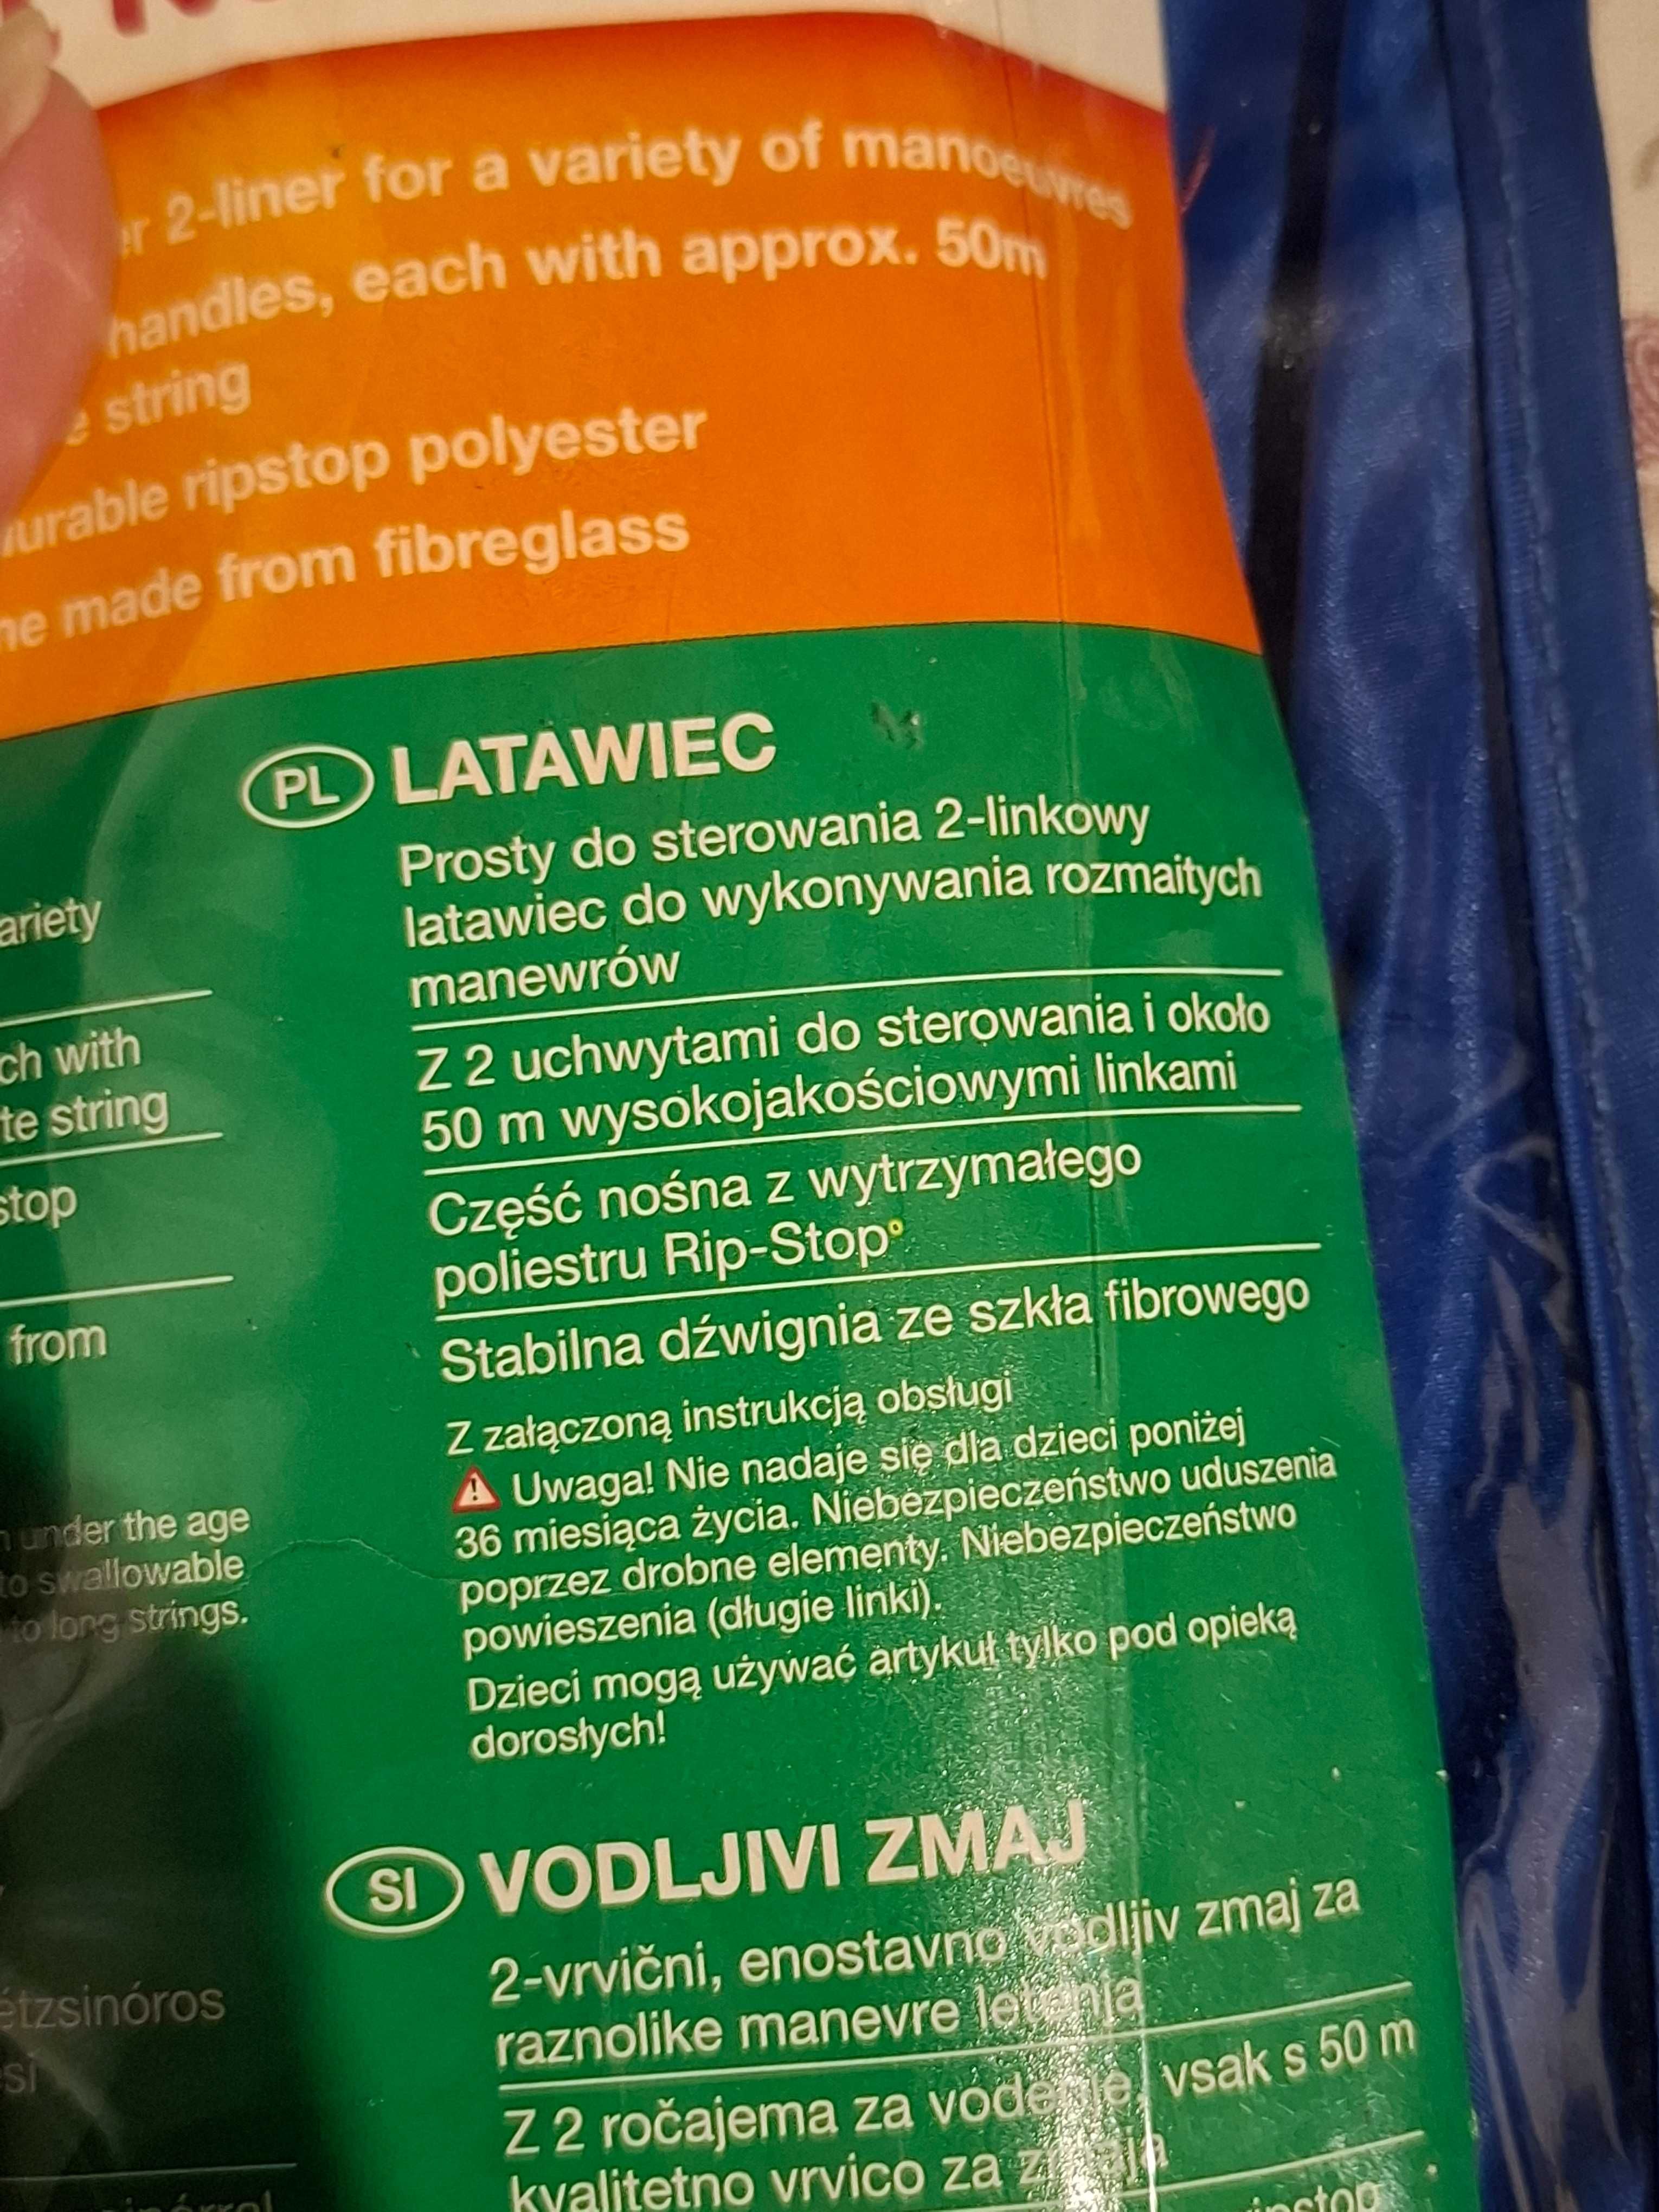 2-liner for a variety of manoeuvres
handles, each with approx. 50m
string
ripstop polyester
made from fibreglass
ariety
ch with
te string
stop
from
under the age
to swallowable
to long strings.
étzsinóros
PL LATAWIEC
Prosty do sterowania 2-linkowy
latawiec do wykonywania rozmaitych
manewrów
Z 2 uchwytami do sterowania i około
50 m wysokojakościowymi linkami
Część nośna z wytrzymałego
poliestru Rip-Stop°
Stabilna dźwignia ze szkła fibrowego
Z załączoną instrukcją obsługi
Uwaga! Nie nadaje się dla dzieci poniżej
36 miesiąca życia. Niebezpieczeństwo uduszenia
poprzez drobne elementy. Niebezpieczeństwo
powieszenia (długie linki).
Dzieci mogą używać artykuł tylko pod opieką
dorosłych!
SI VODLJIVI ZMAJ
2-vrvični, enostavno vodljiv zmaj za
raznolike manevre letenja
Z 2 ročajema za vodenje, vsak s 50 m
kvalitetno vrvico za zmaja